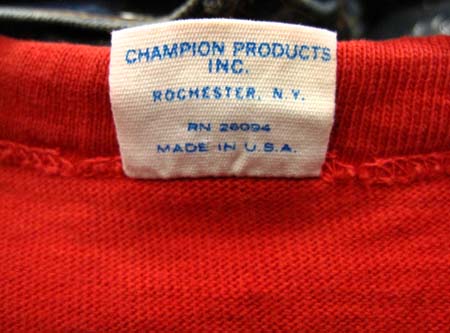 CHAMPION PRODUCTS
INC.
ROCHESTER, N.Y.
RN 26094
MADE IN U.S.A.